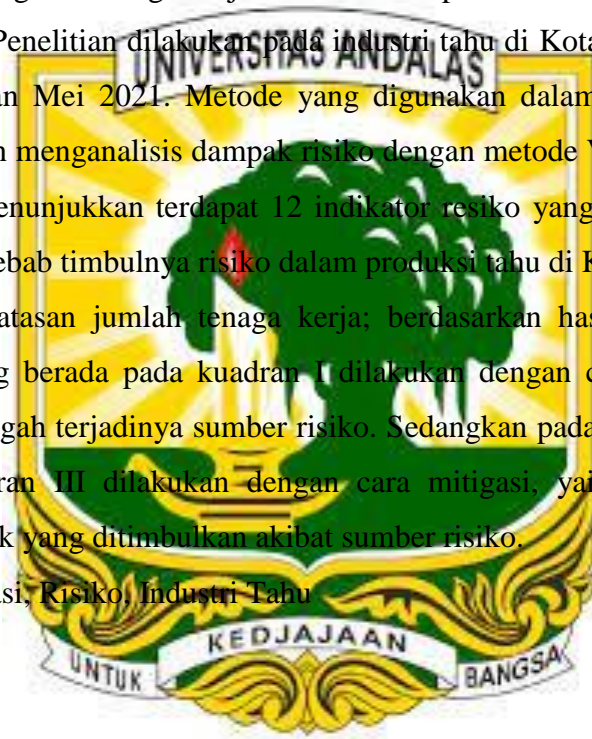 Penelitian dilakukan pada industri tahu di Kota
UNIVERSITAS ANDALAS
n Mei 2021. Metode yang digunakan dalam
menganalisis dampak risiko dengan metode
enunjukkan terdapat 12 indikator resiko yang
ebab timbulnya risiko dalam produksi tahu di K
atasan jumlah tenaga kerja; berdasarkan has
g berada pada kuadran I dilakukan dengan
gah terjadinya sumber risiko. Sedangkan pada
ran III dilakukan dengan cara mitigasi, yai
k yang ditimbulkan akibat sumber risiko.
si, Risiko, Industri Tahu
KEDJAJAAN
UNTUK BANGSA